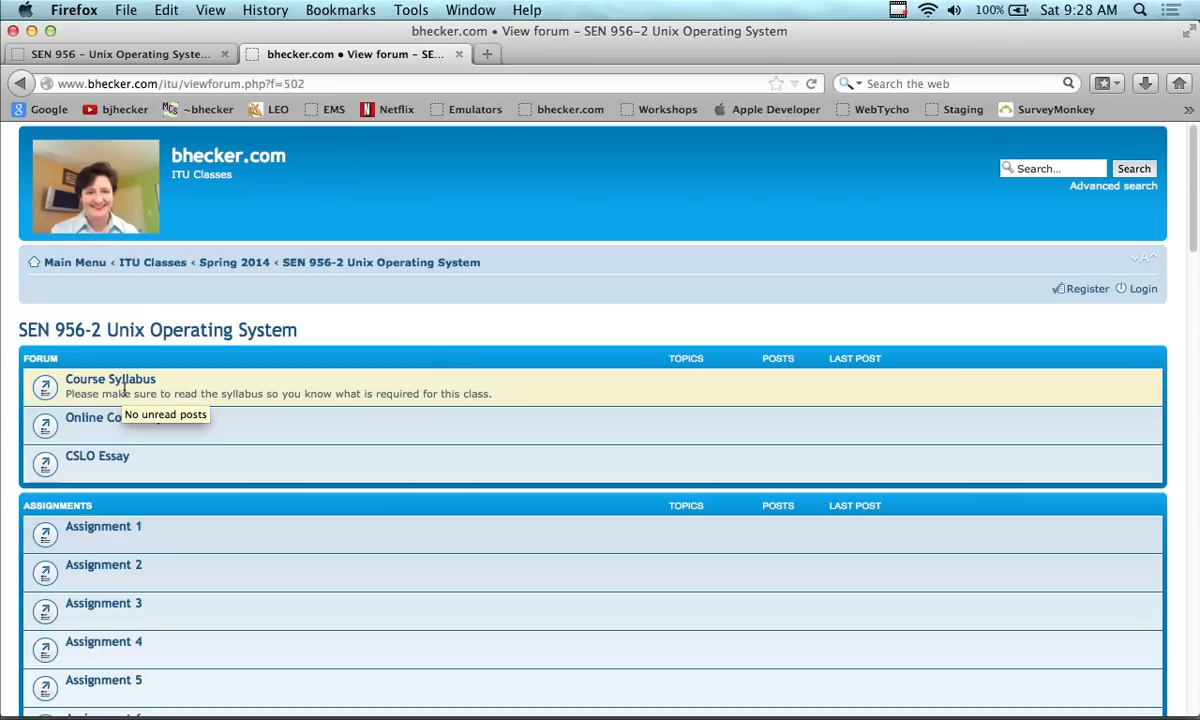 Firefox File Edit View History Bookmarks Tools Window Help 100% Sat 9:28 AM
bhecker.com • View forum – SEN 956-2 Unix Operating System
SEN 956 – Unix Operating Syste... × bhecker.com • View forum – SE... × +
www.bhecker.com/itu/viewforum.php?f=502 Search the web
Google bjhecker ~bhecker LEO EMS Netflix Emulators bhecker.com Workshops Apple Developer WebTycho Staging SurveyMonkey »
bhecker.com
ITU Classes
Search... Search
Advanced search
Main Menu ‹ ITU Classes ‹ Spring 2014 ‹ SEN 956-2 Unix Operating System
Register Login
SEN 956-2 Unix Operating System
FORUM TOPICS POSTS LAST POST
Course Syllabus
Please make sure to read the syllabus so you know what is required for this class.
No unread posts
Online
CSLO Essay
ASSIGNMENTS TOPICS POSTS LAST POST
Assignment 1
Assignment 2
Assignment 3
Assignment 4
Assignment 5